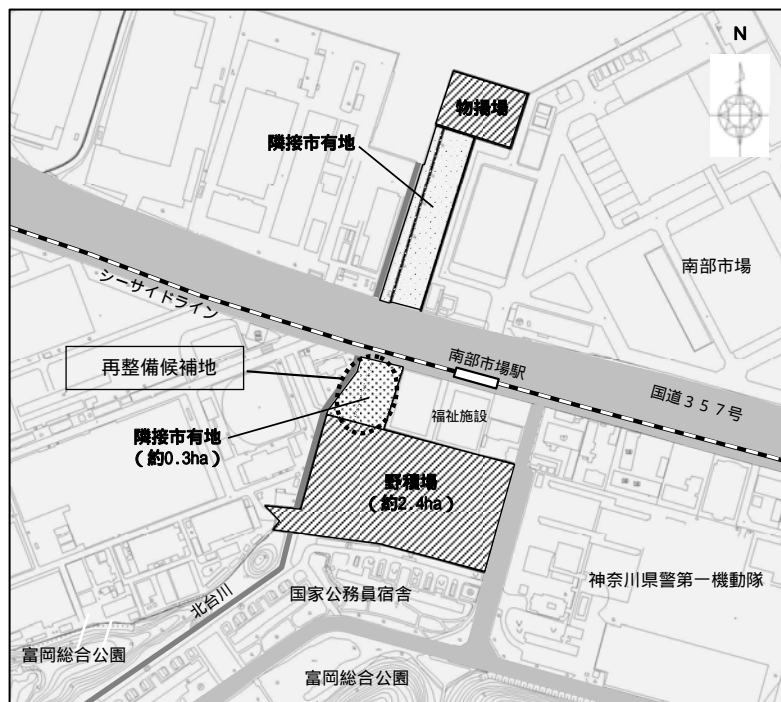 N
物揚場
隣接市有地
南部市場
シーサイドライン
再整備候補地
南部市場駅
国道357号
福祉施設
隣接市有地
(約0.3ha)
野積場
(約2.4ha)
神奈川県警第一機動隊
国家公務員宿舎
北台川
富岡総合公園
富岡総合公園